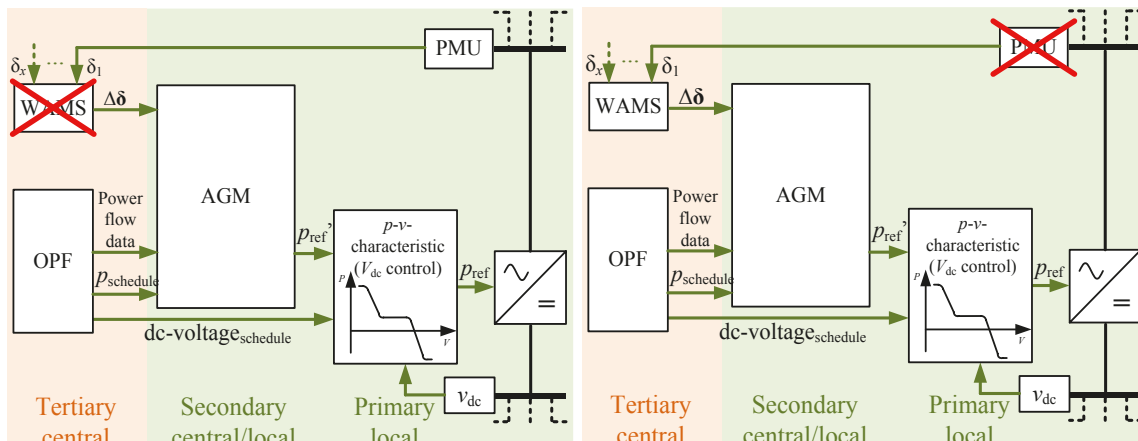 PMU
δx ... δ1
WAMS
Δδ
AGM
OPF
Power
flow
data
pschedule
pref’
p-v-
characteristic
(Vdc control)
P
V
pref
dc-voltageschedule
vdc
Tertiary
central
Secondary
central/local
Primary
local
PMU
δx ... δ1
WAMS
Δδ
AGM
OPF
Power
flow
data
pschedule
pref’
p-v-
characteristic
(Vdc control)
P
V
pref
dc-voltageschedule
vdc
Tertiary
central
Secondary
central/local
Primary
local